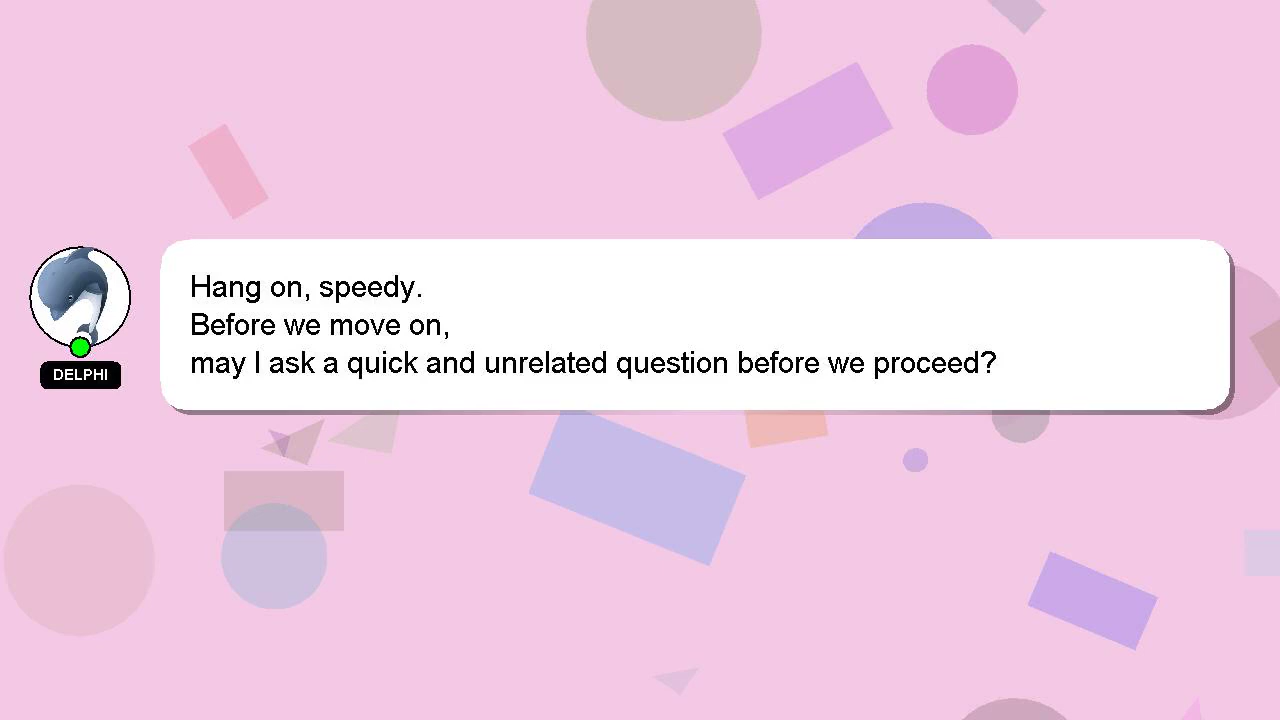 Hang on, speedy.
Before we move on,
may I ask a quick and unrelated question before we proceed?
DELPHI